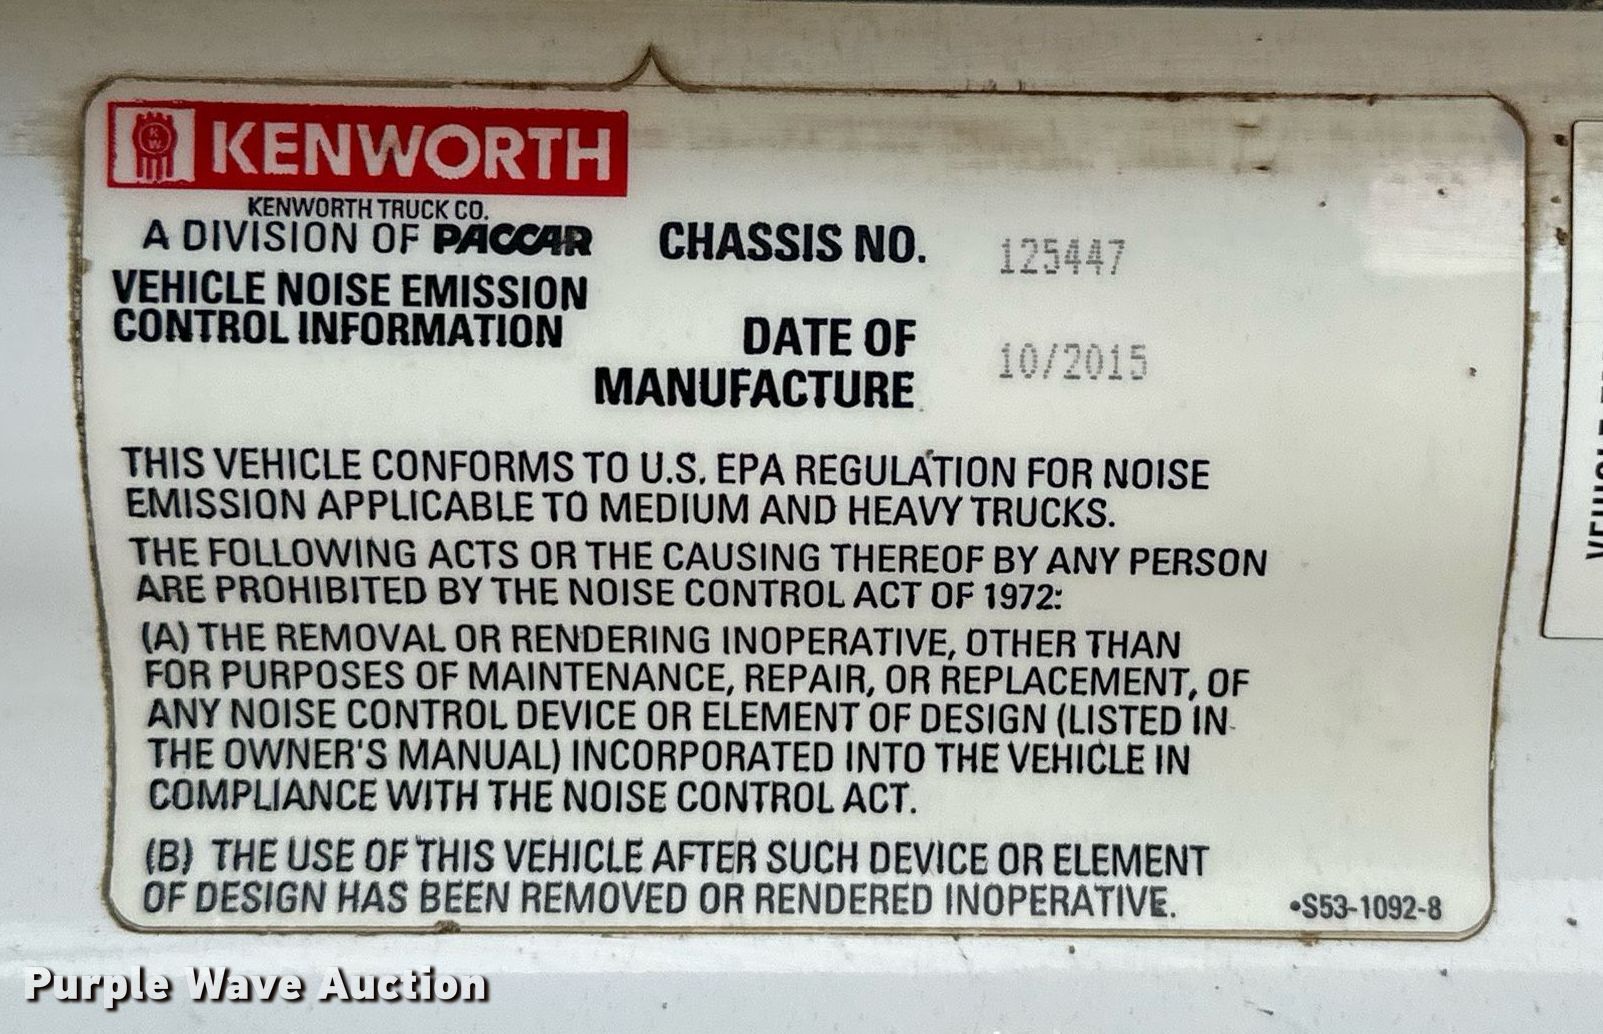 KW
KENWORTH
KENWORTH TRUCK CO.
A DIVISION OF PACCAR
VEHICLE NOISE EMISSION
CONTROL INFORMATION
CHASSIS NO. 125447
DATE OF
MANUFACTURE 10/2015
THIS VEHICLE CONFORMS TO U.S. EPA REGULATION FOR NOISE
EMISSION APPLICABLE TO MEDIUM AND HEAVY TRUCKS.
THE FOLLOWING ACTS OR THE CAUSING THEREOF BY ANY PERSON
ARE PROHIBITED BY THE NOISE CONTROL ACT OF 1972:
(A) THE REMOVAL OR RENDERING INOPERATIVE, OTHER THAN
FOR PURPOSES OF MAINTENANCE, REPAIR, OR REPLACEMENT, OF
ANY NOISE CONTROL DEVICE OR ELEMENT OF DESIGN (LISTED IN
THE OWNER'S MANUAL) INCORPORATED INTO THE VEHICLE IN
COMPLIANCE WITH THE NOISE CONTROL ACT.
(B) THE USE OF THIS VEHICLE AFTER SUCH DEVICE OR ELEMENT
OF DESIGN HAS BEEN REMOVED OR RENDERED INOPERATIVE.
•S53-1092-8
Purple Wave Auction